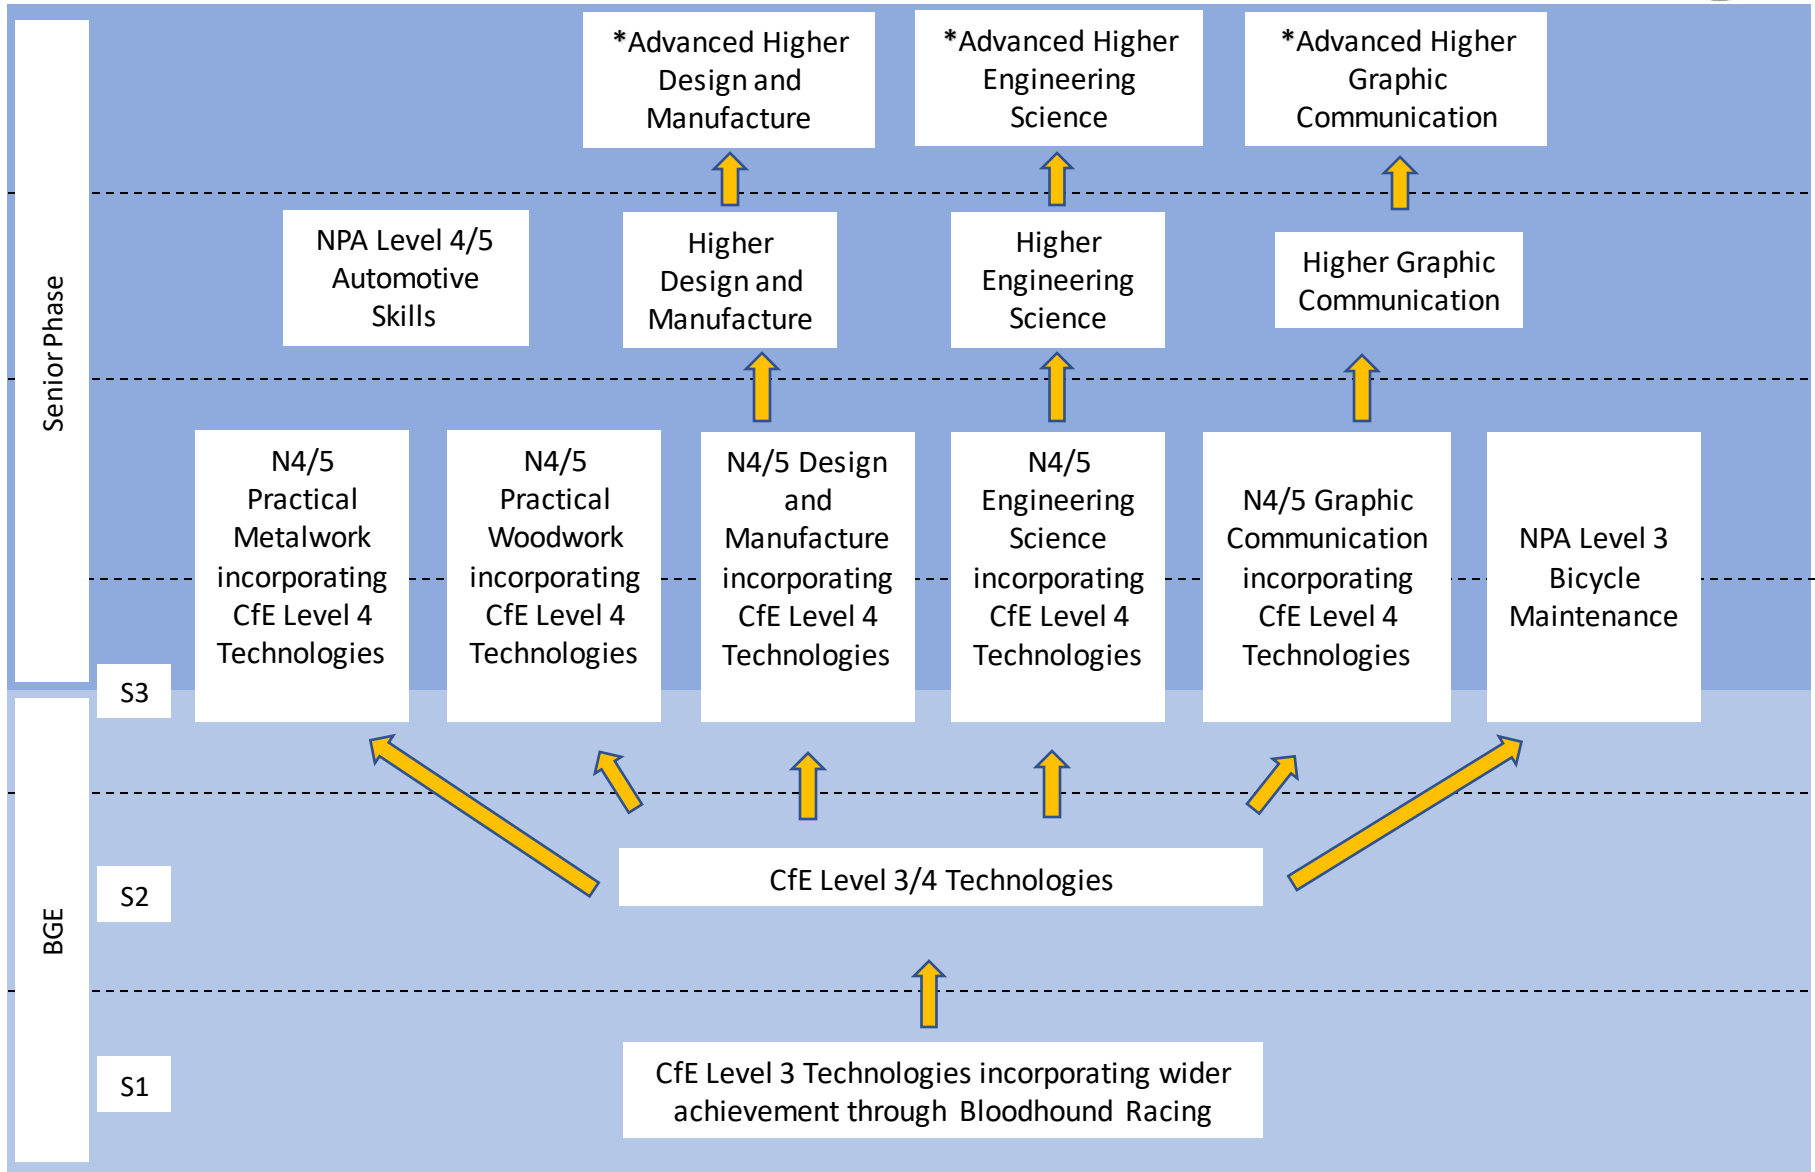 *Advanced Higher
Design and
Manufacture
*Advanced Higher
Engineering
Science
*Advanced Higher
Graphic
Communication
Senior Phase
NPA Level 4/5
Automotive
Skills
Higher
Design and
Manufacture
Higher
Engineering
Science
Higher Graphic
Communication
N4/5
Practical
Metalwork
incorporating
CfE Level 4
Technologies
N4/5
Practical
Woodwork
incorporating
CfE Level 4
Technologies
N4/5 Design
and
Manufacture
incorporating
CfE Level 4
Technologies
N4/5
Engineering
Science
incorporating
CfE Level 4
Technologies
N4/5 Graphic
Communication
incorporating
CfE Level 4
Technologies
NPA Level 3
Bicycle
Maintenance
S3
BGE
S2
CfE Level 3/4 Technologies
S1
CfE Level 3 Technologies incorporating wider
achievement through Bloodhound Racing